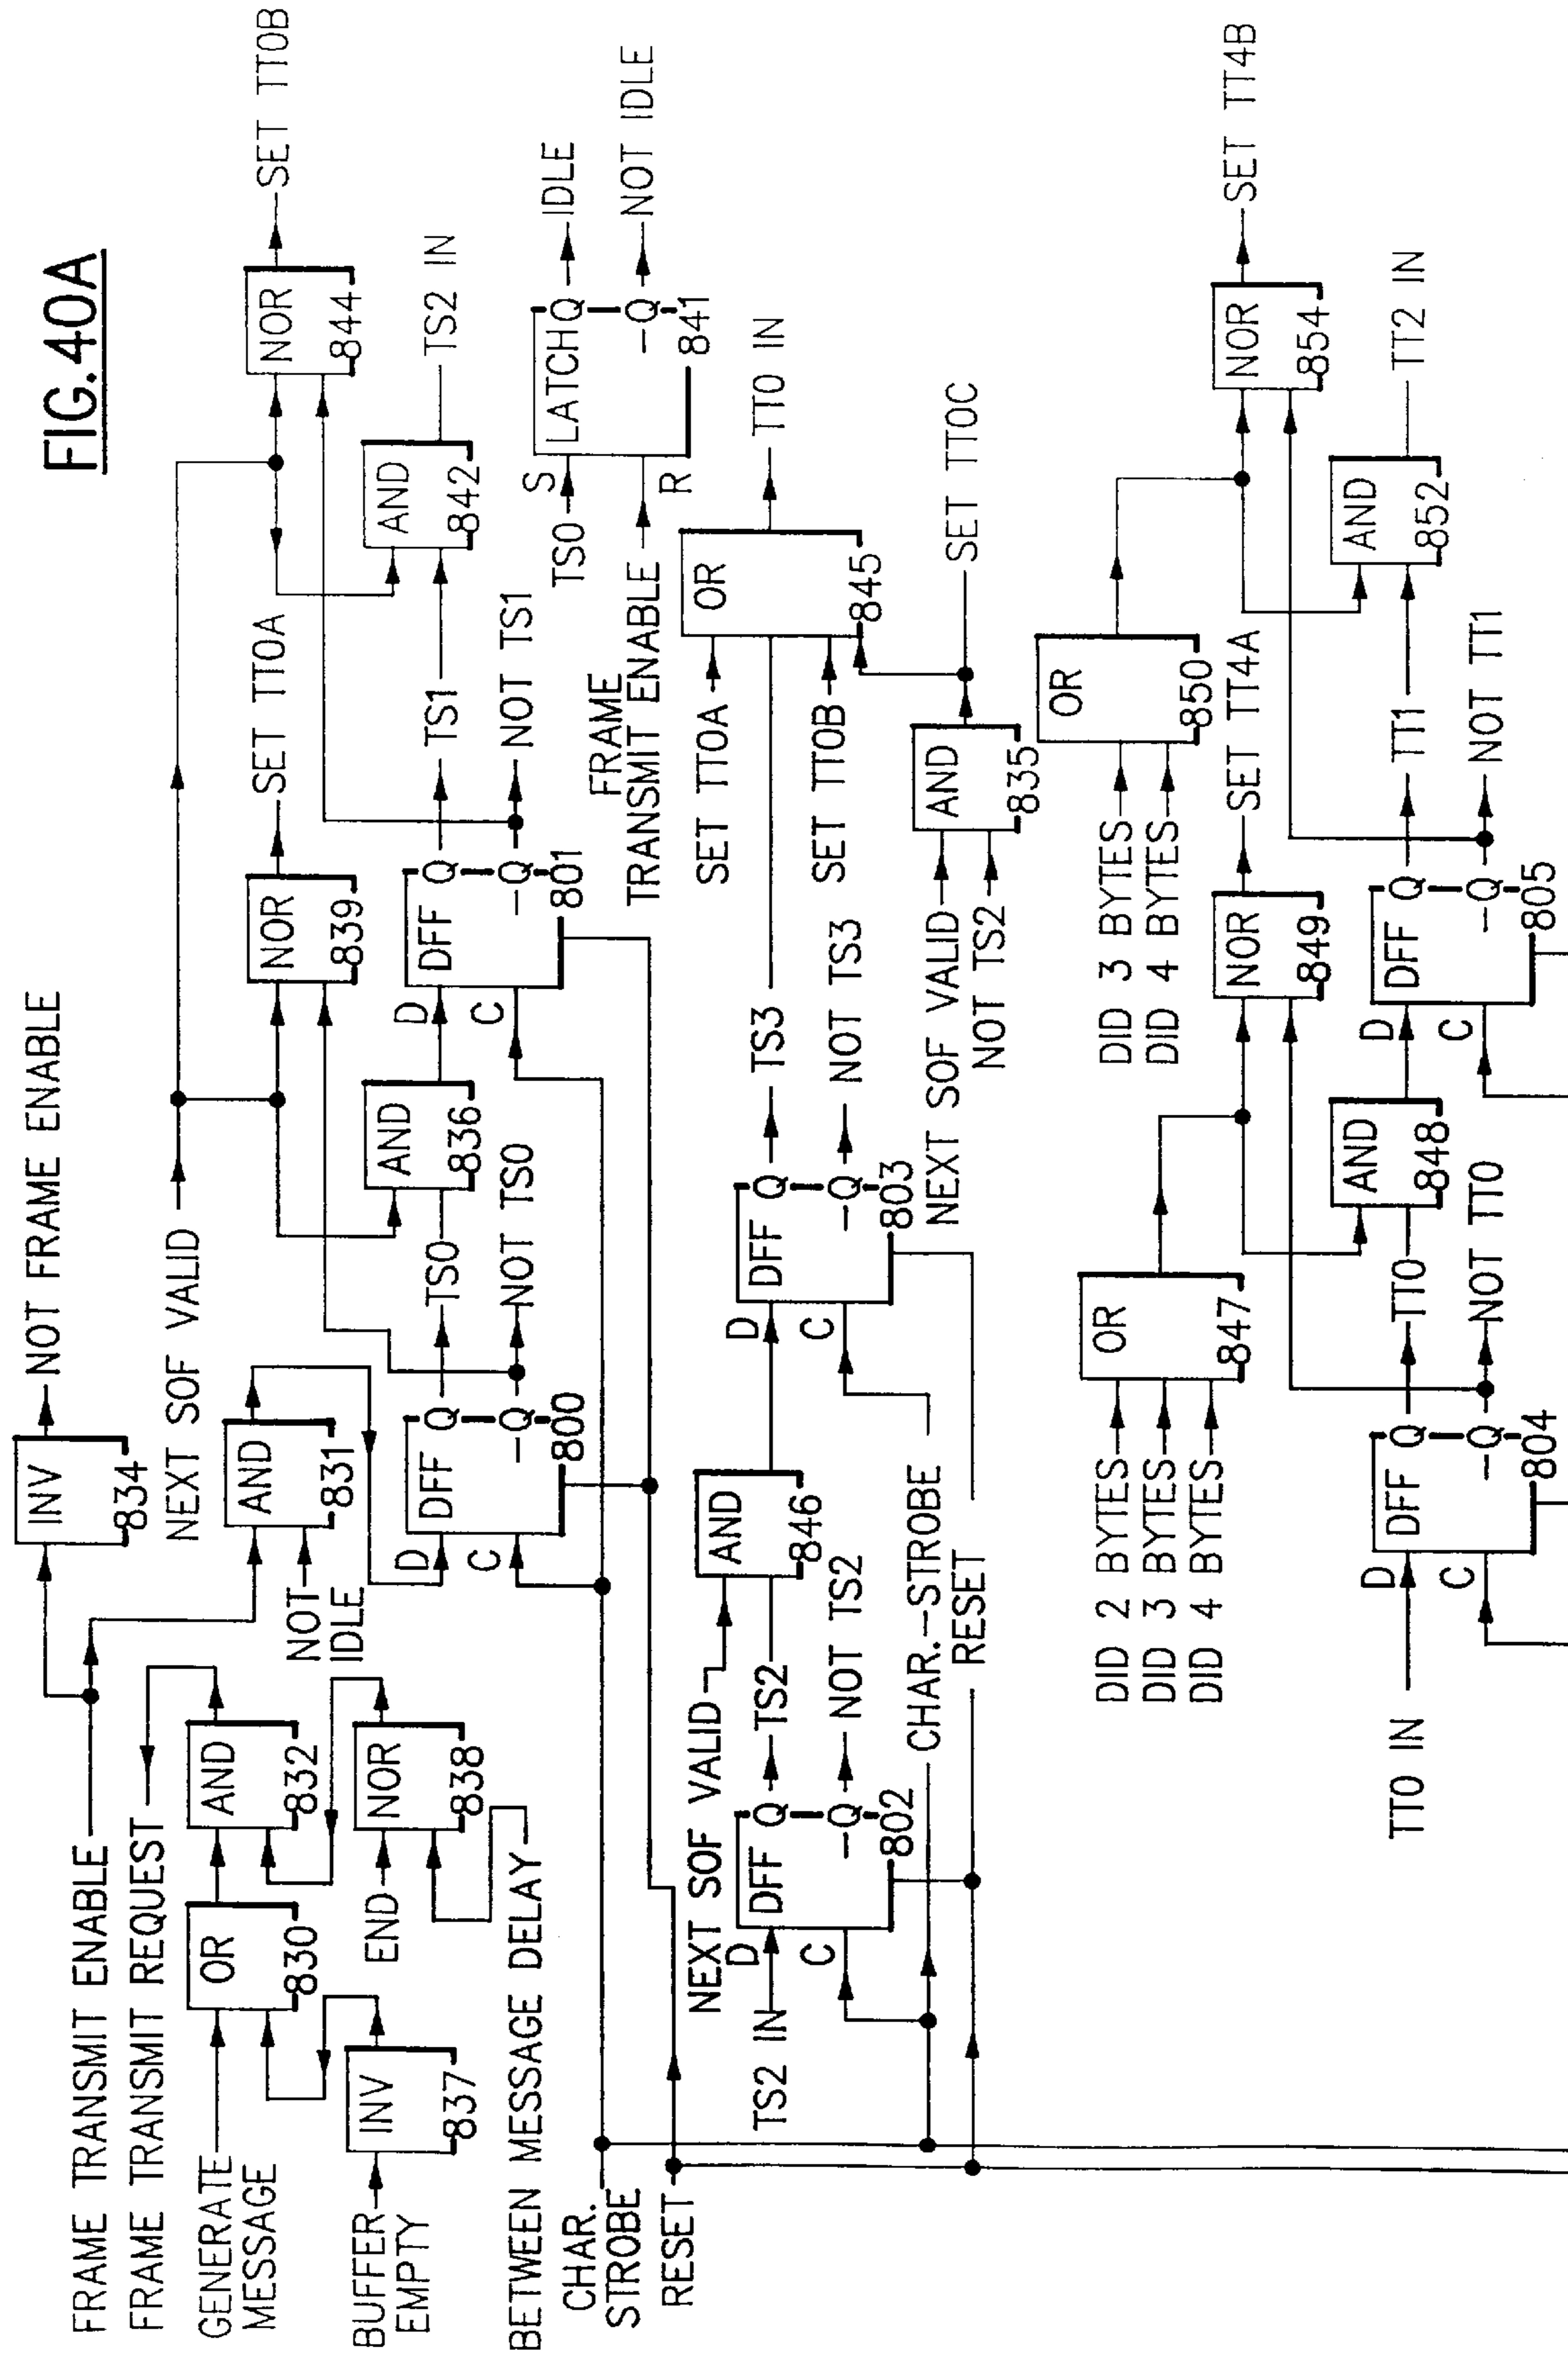 FIG.40A
FRAME TRANSMIT ENABLE
FRAME TRANSMIT REQUEST
GENERATE
MESSAGE
OR
830
AND
832
BUFFER
EMPTY
INV
837
END
NOR
838
BETWEEN MESSAGE DELAY
CHAR.
STROBE
RESET
INV
834
NOT FRAME ENABLE
NEXT SOF VALID
AND
831
NOT
IDLE
D
C
DFF
Q
-Q
800
TS0
NOT TS0
AND
836
NOR
839
SET TT0A
D
C
DFF
Q
-Q
801
TS1
NOT TS1
AND
842
TS2 IN
NOR
844
SET TT0B
TS0
S
LATCH
Q
-Q
R
841
IDLE
NOT IDLE
FRAME
TRANSMIT ENABLE
NEXT SOF VALID
TS2 IN
D
C
DFF
Q
-Q
802
TS2
NOT TS2
AND
846
CHAR.-STROBE
RESET
D
C
DFF
Q
-Q
803
TS3
NOT TS3
SET TT0A
SET TT0B
OR
845
TT0 IN
NEXT SOF VALID
NOT TS2
AND
835
SET TT0C
DID 2 BYTES
DID 3 BYTES
DID 4 BYTES
OR
847
TT0 IN
D
C
DFF
Q
-Q
804
TT0
NOT TT0
AND
848
NOR
849
SET TT4A
DID 3 BYTES
DID 4 BYTES
OR
850
D
C
DFF
Q
-Q
805
TT1
NOT TT1
AND
852
TT2 IN
NOR
854
SET TT4B